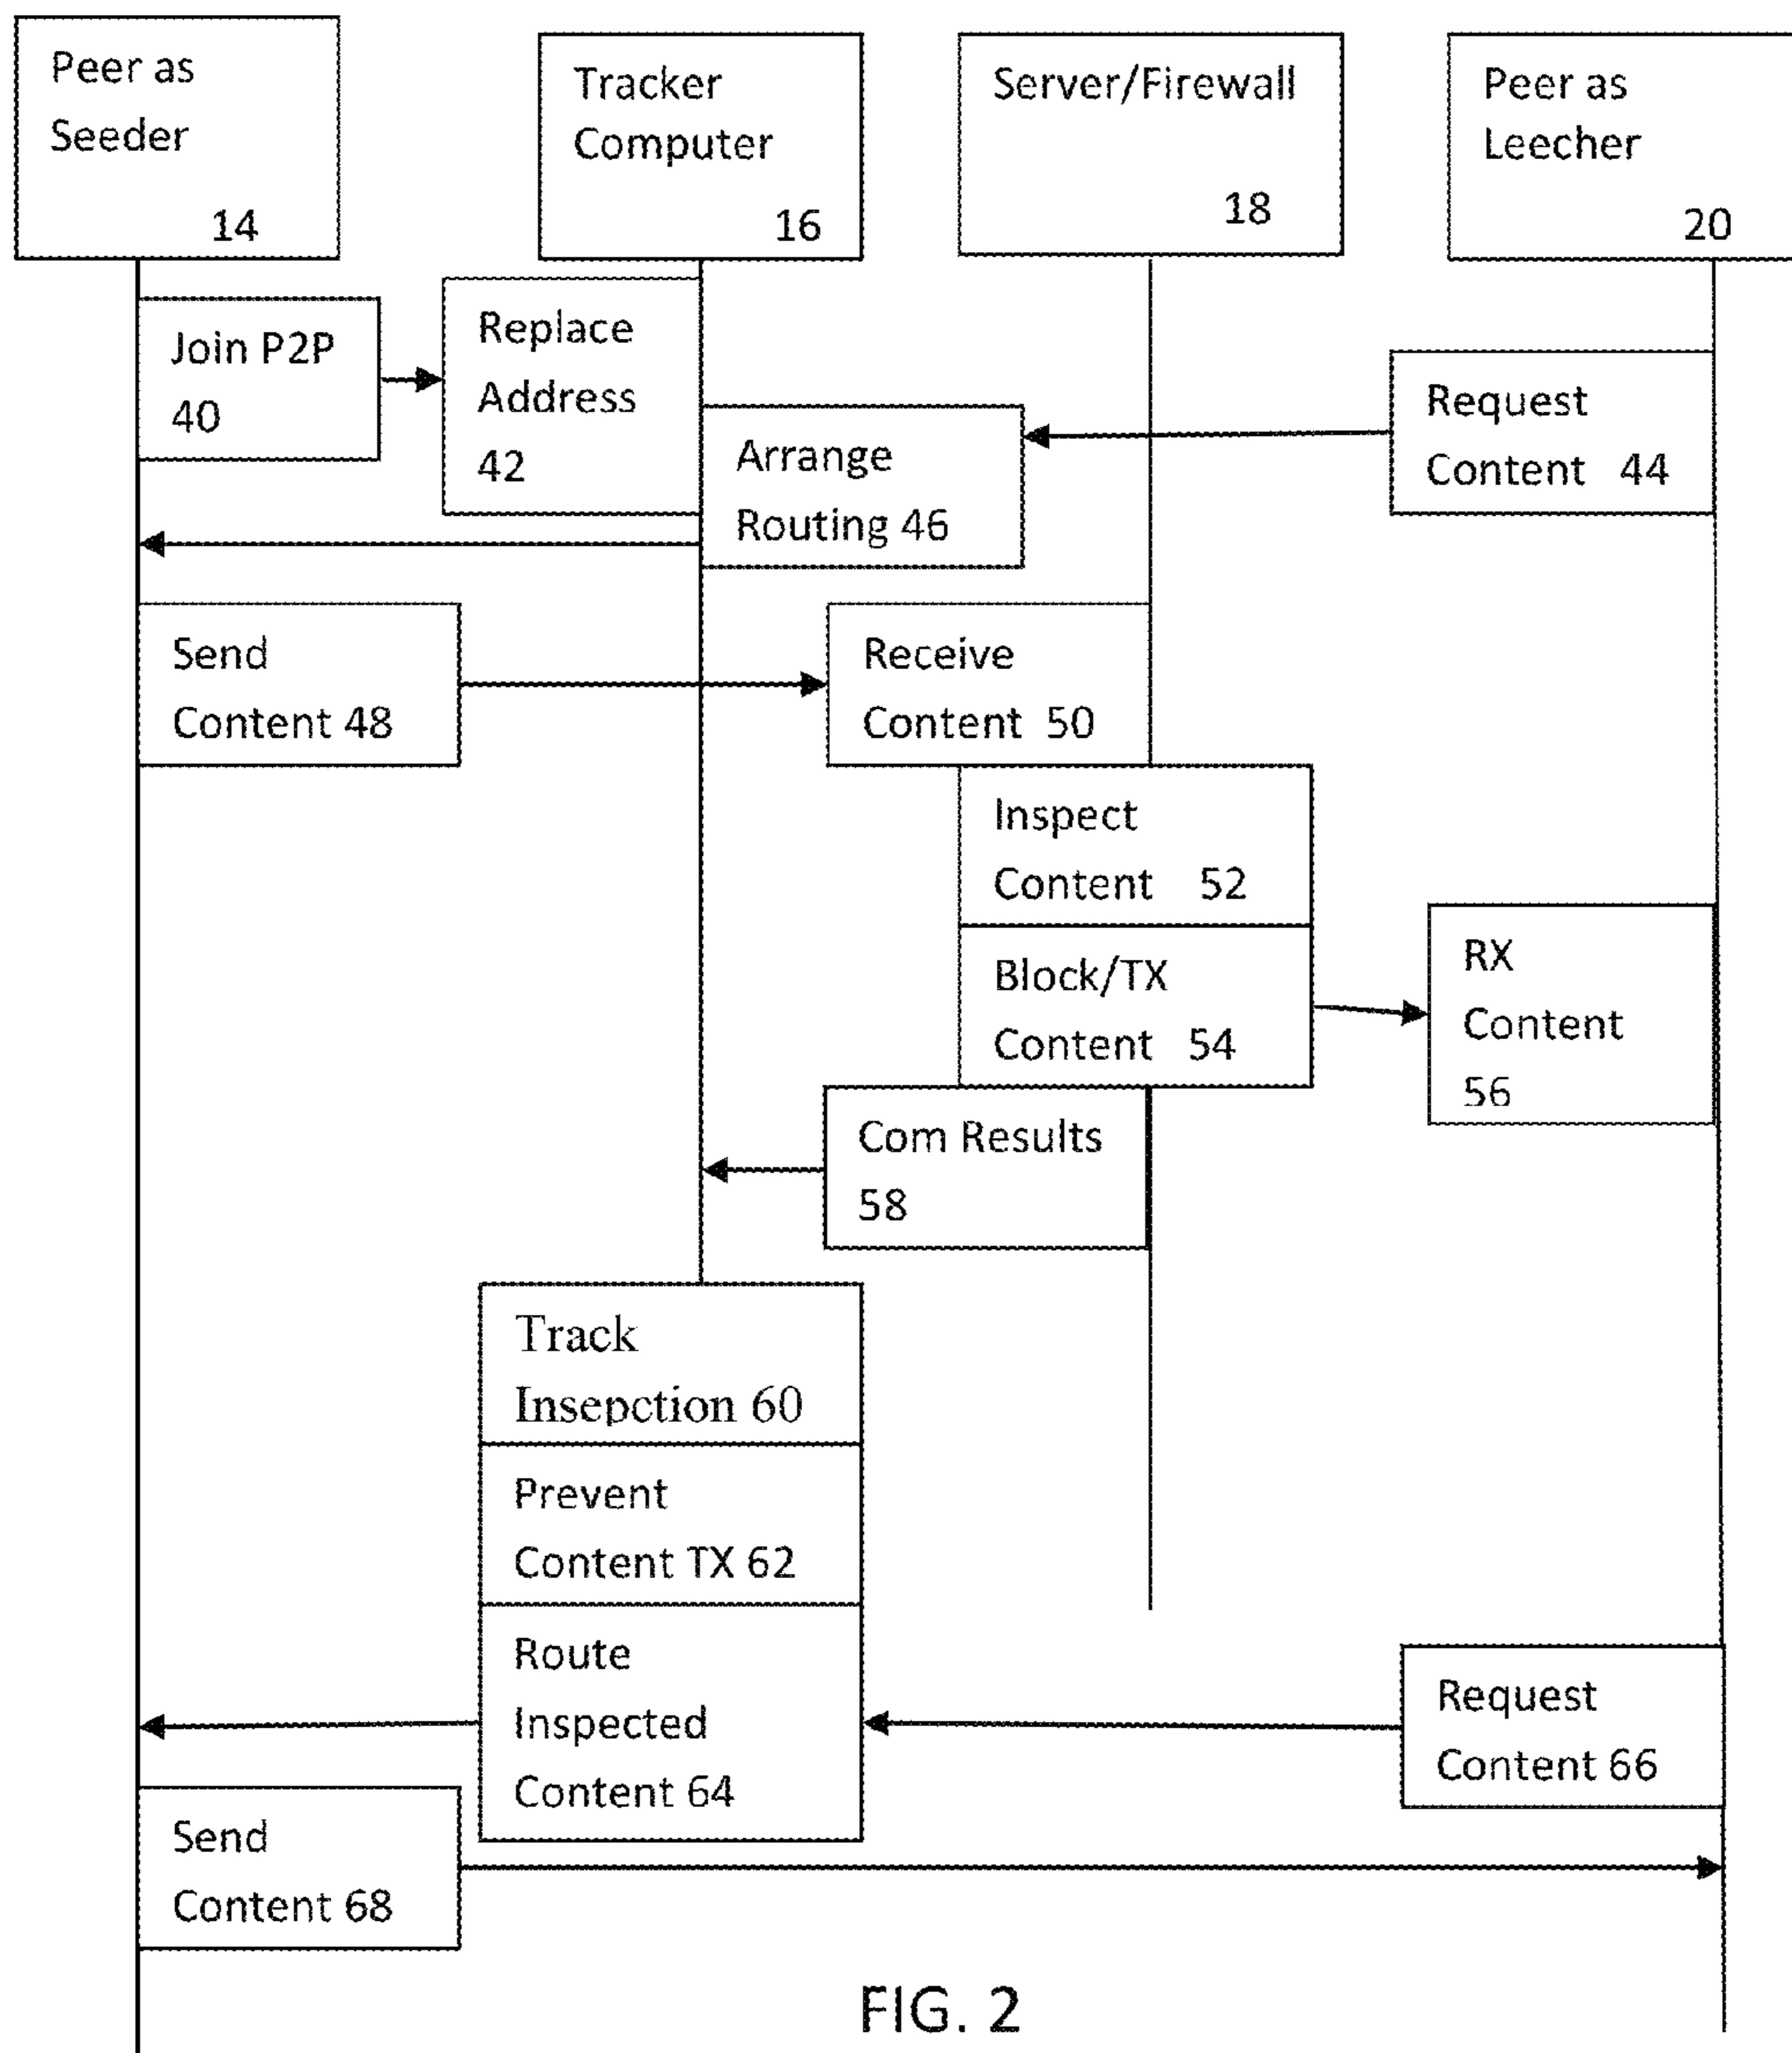 Peer as
Seeder
14
Tracker
Computer
16
Server/Firewall
18
Peer as
Leecher
20
Join P2P
40
Replace
Address
42
Request
Content 44
Arrange
Routing 46
Send
Content 48
Receive
Content 50
Inspect
Content 52
Block/TX
Content 54
RX
Content
56
Com Results
58
Track
Insepction 60
Prevent
Content TX 62
Route
Inspected
Content 64
Request
Content 66
Send
Content 68
FIG. 2